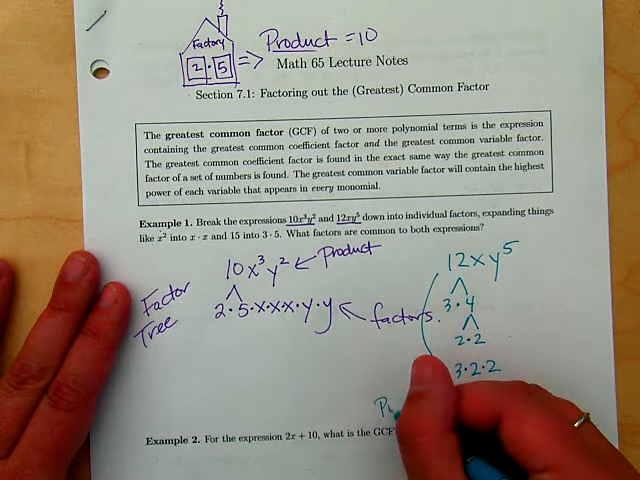 Factory
2 · 5 => Product = 10
Math 65 Lecture Notes
Section 7.1: Factoring out the (Greatest) Common Factor
The greatest common factor (GCF) of two or more polynomial terms is the expression
containing the greatest common coefficient factor and the greatest common variable factor.
The greatest common coefficient factor is found in the exact same way the greatest common
factor of a set of numbers is found. The greatest common variable factor will contain the highest
power of each variable that appears in every monomial.
Example 1. Break the expressions 10x³y² and 12xy⁵ down into individual factors, expanding things
like x² into x · x and 15 into 3 · 5. What factors are common to both expressions?
10x³y² ← Product
12xy⁵
Factor
Tree
2·5·x·x·x·y·y ← factors.
3·4
2·2
3·2·2
Example 2. For the expression 2x + 10, what is the GCF